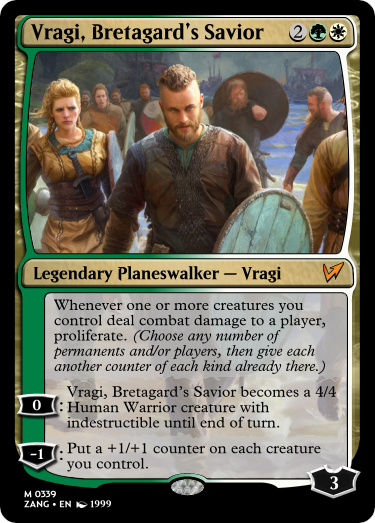 Vragi, Bretagard's Savior 2
Legendary Planeswalker — Vragi
Whenever one or more creatures you
control deal combat damage to a player,
proliferate. (Choose any number of
permanents and/or players, then give each
another counter of each kind already there.)
0: Vragi, Bretagard's Savior becomes a 4/4
Human Warrior creature with
indestructible until end of turn.
-1: Put a +1/+1 counter on each creature
you control.
3
M 0339
ZANG • EN 1999